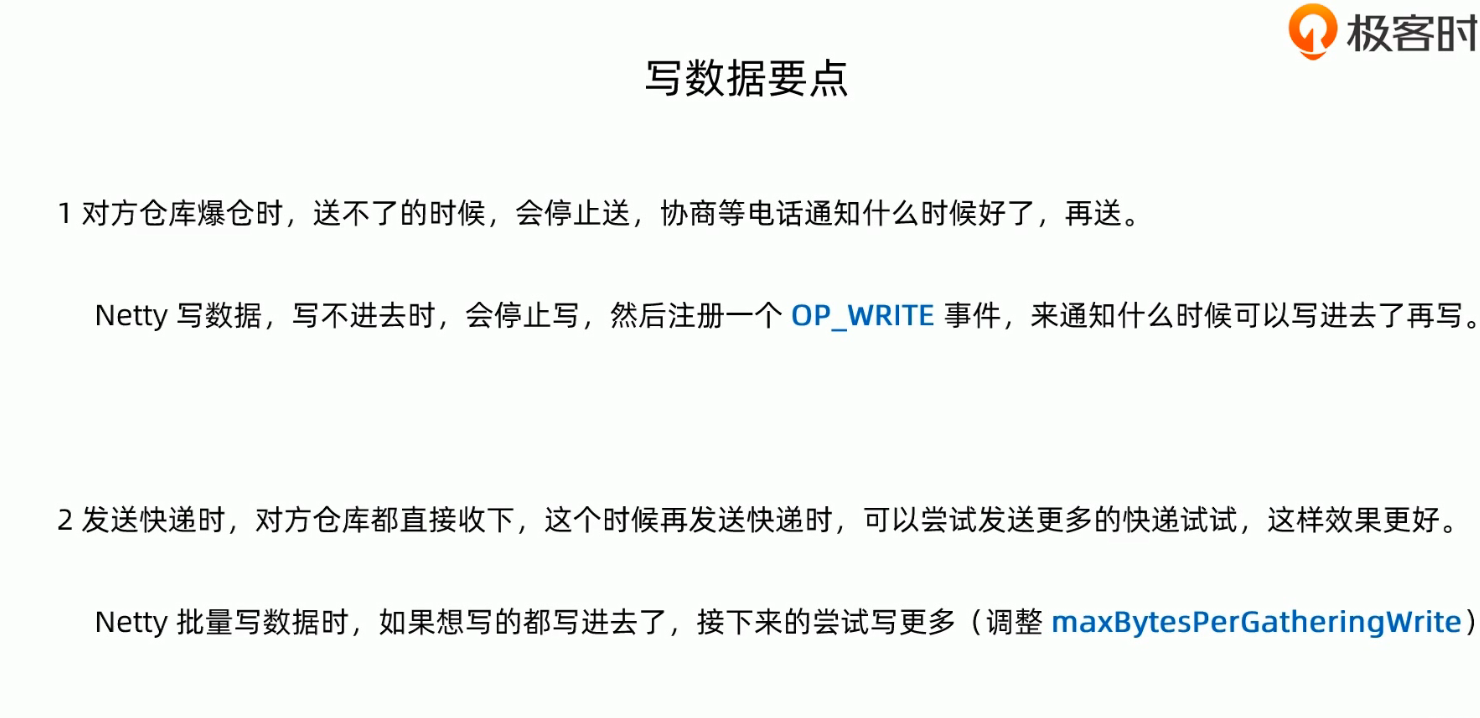 极客时
写数据要点
1 对方仓库爆仓时，送不了的时候，会停止送，协商等电话通知什么时候好了，再送。
Netty 写数据，写不进去时，会停止写，然后注册一个 OP_WRITE 事件，来通知什么时候可以写进去了再写。
2 发送快递时，对方仓库都直接收下，这个时候再发送快递时，可以尝试发送更多的快递试试，这样效果更好。
Netty 批量写数据时，如果想写的都写进去了，接下来的尝试写更多（调整 maxBytesPerGatheringWrite）